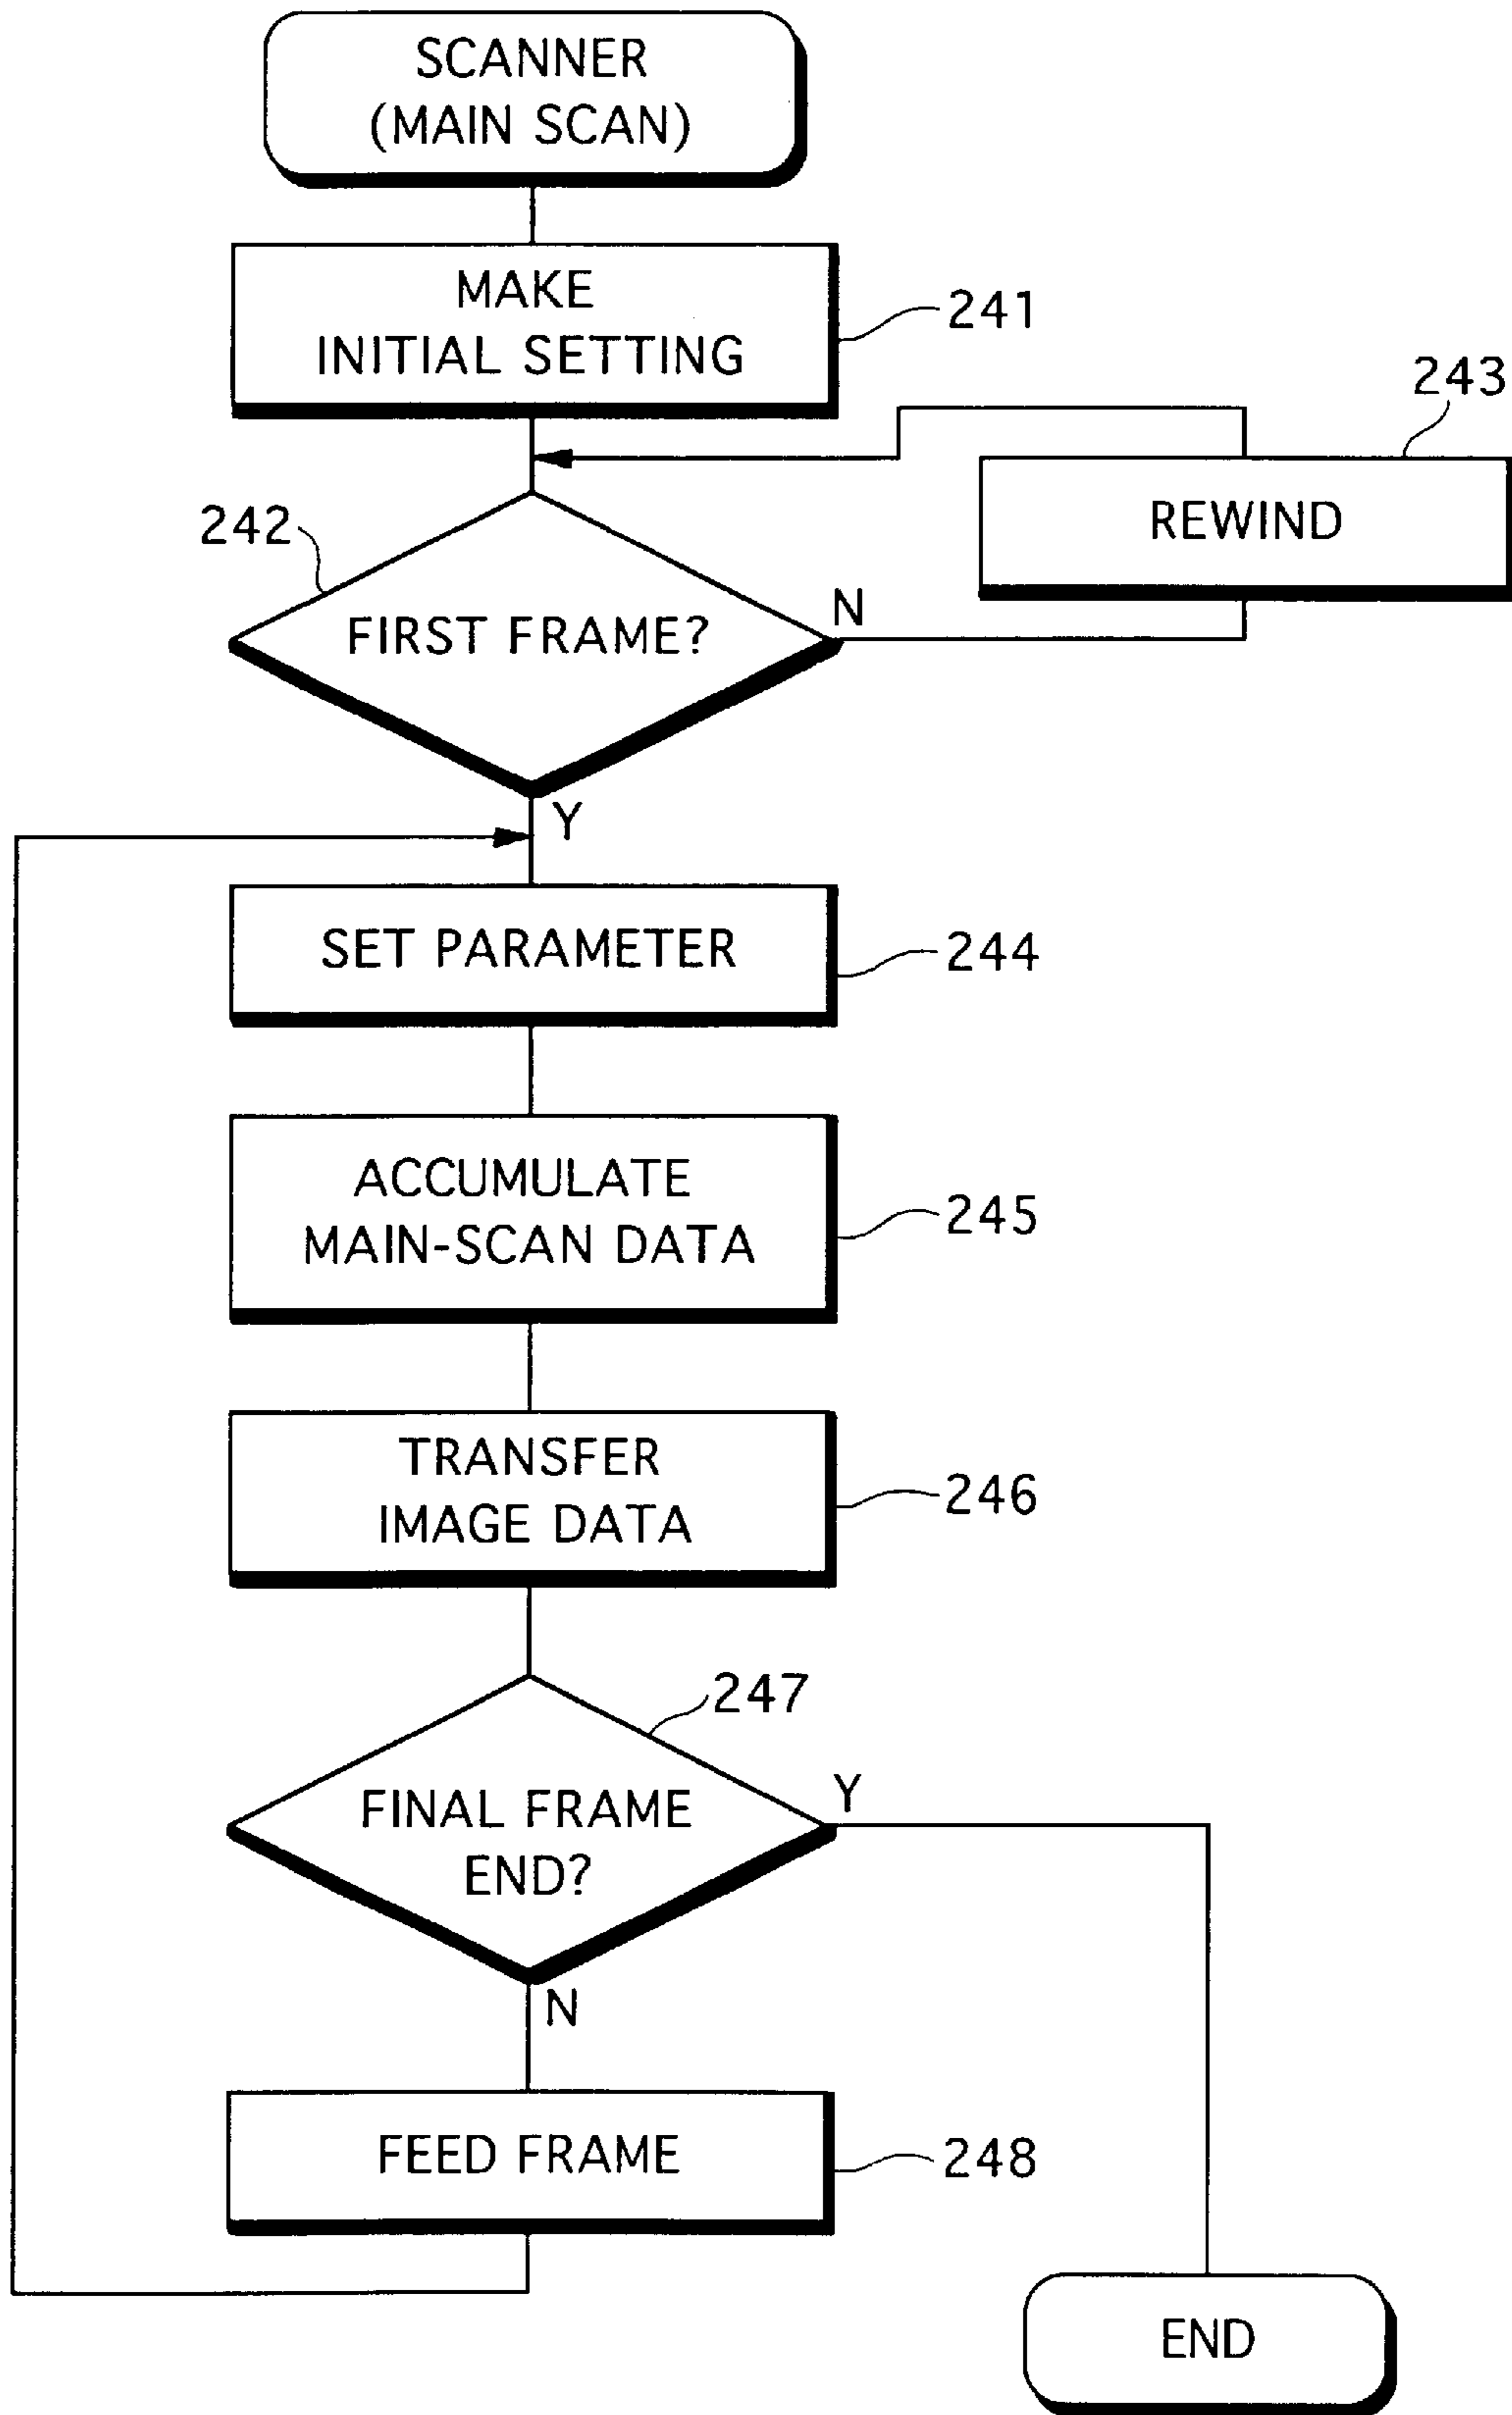 SCANNER
(MAIN SCAN)
MAKE
INITIAL SETTING
241
243
REWIND
242
FIRST FRAME?
N
Y
SET PARAMETER
244
ACCUMULATE
MAIN-SCAN DATA
245
TRANSFER
IMAGE DATA
246
247
FINAL FRAME
END?
Y
N
FEED FRAME
248
END